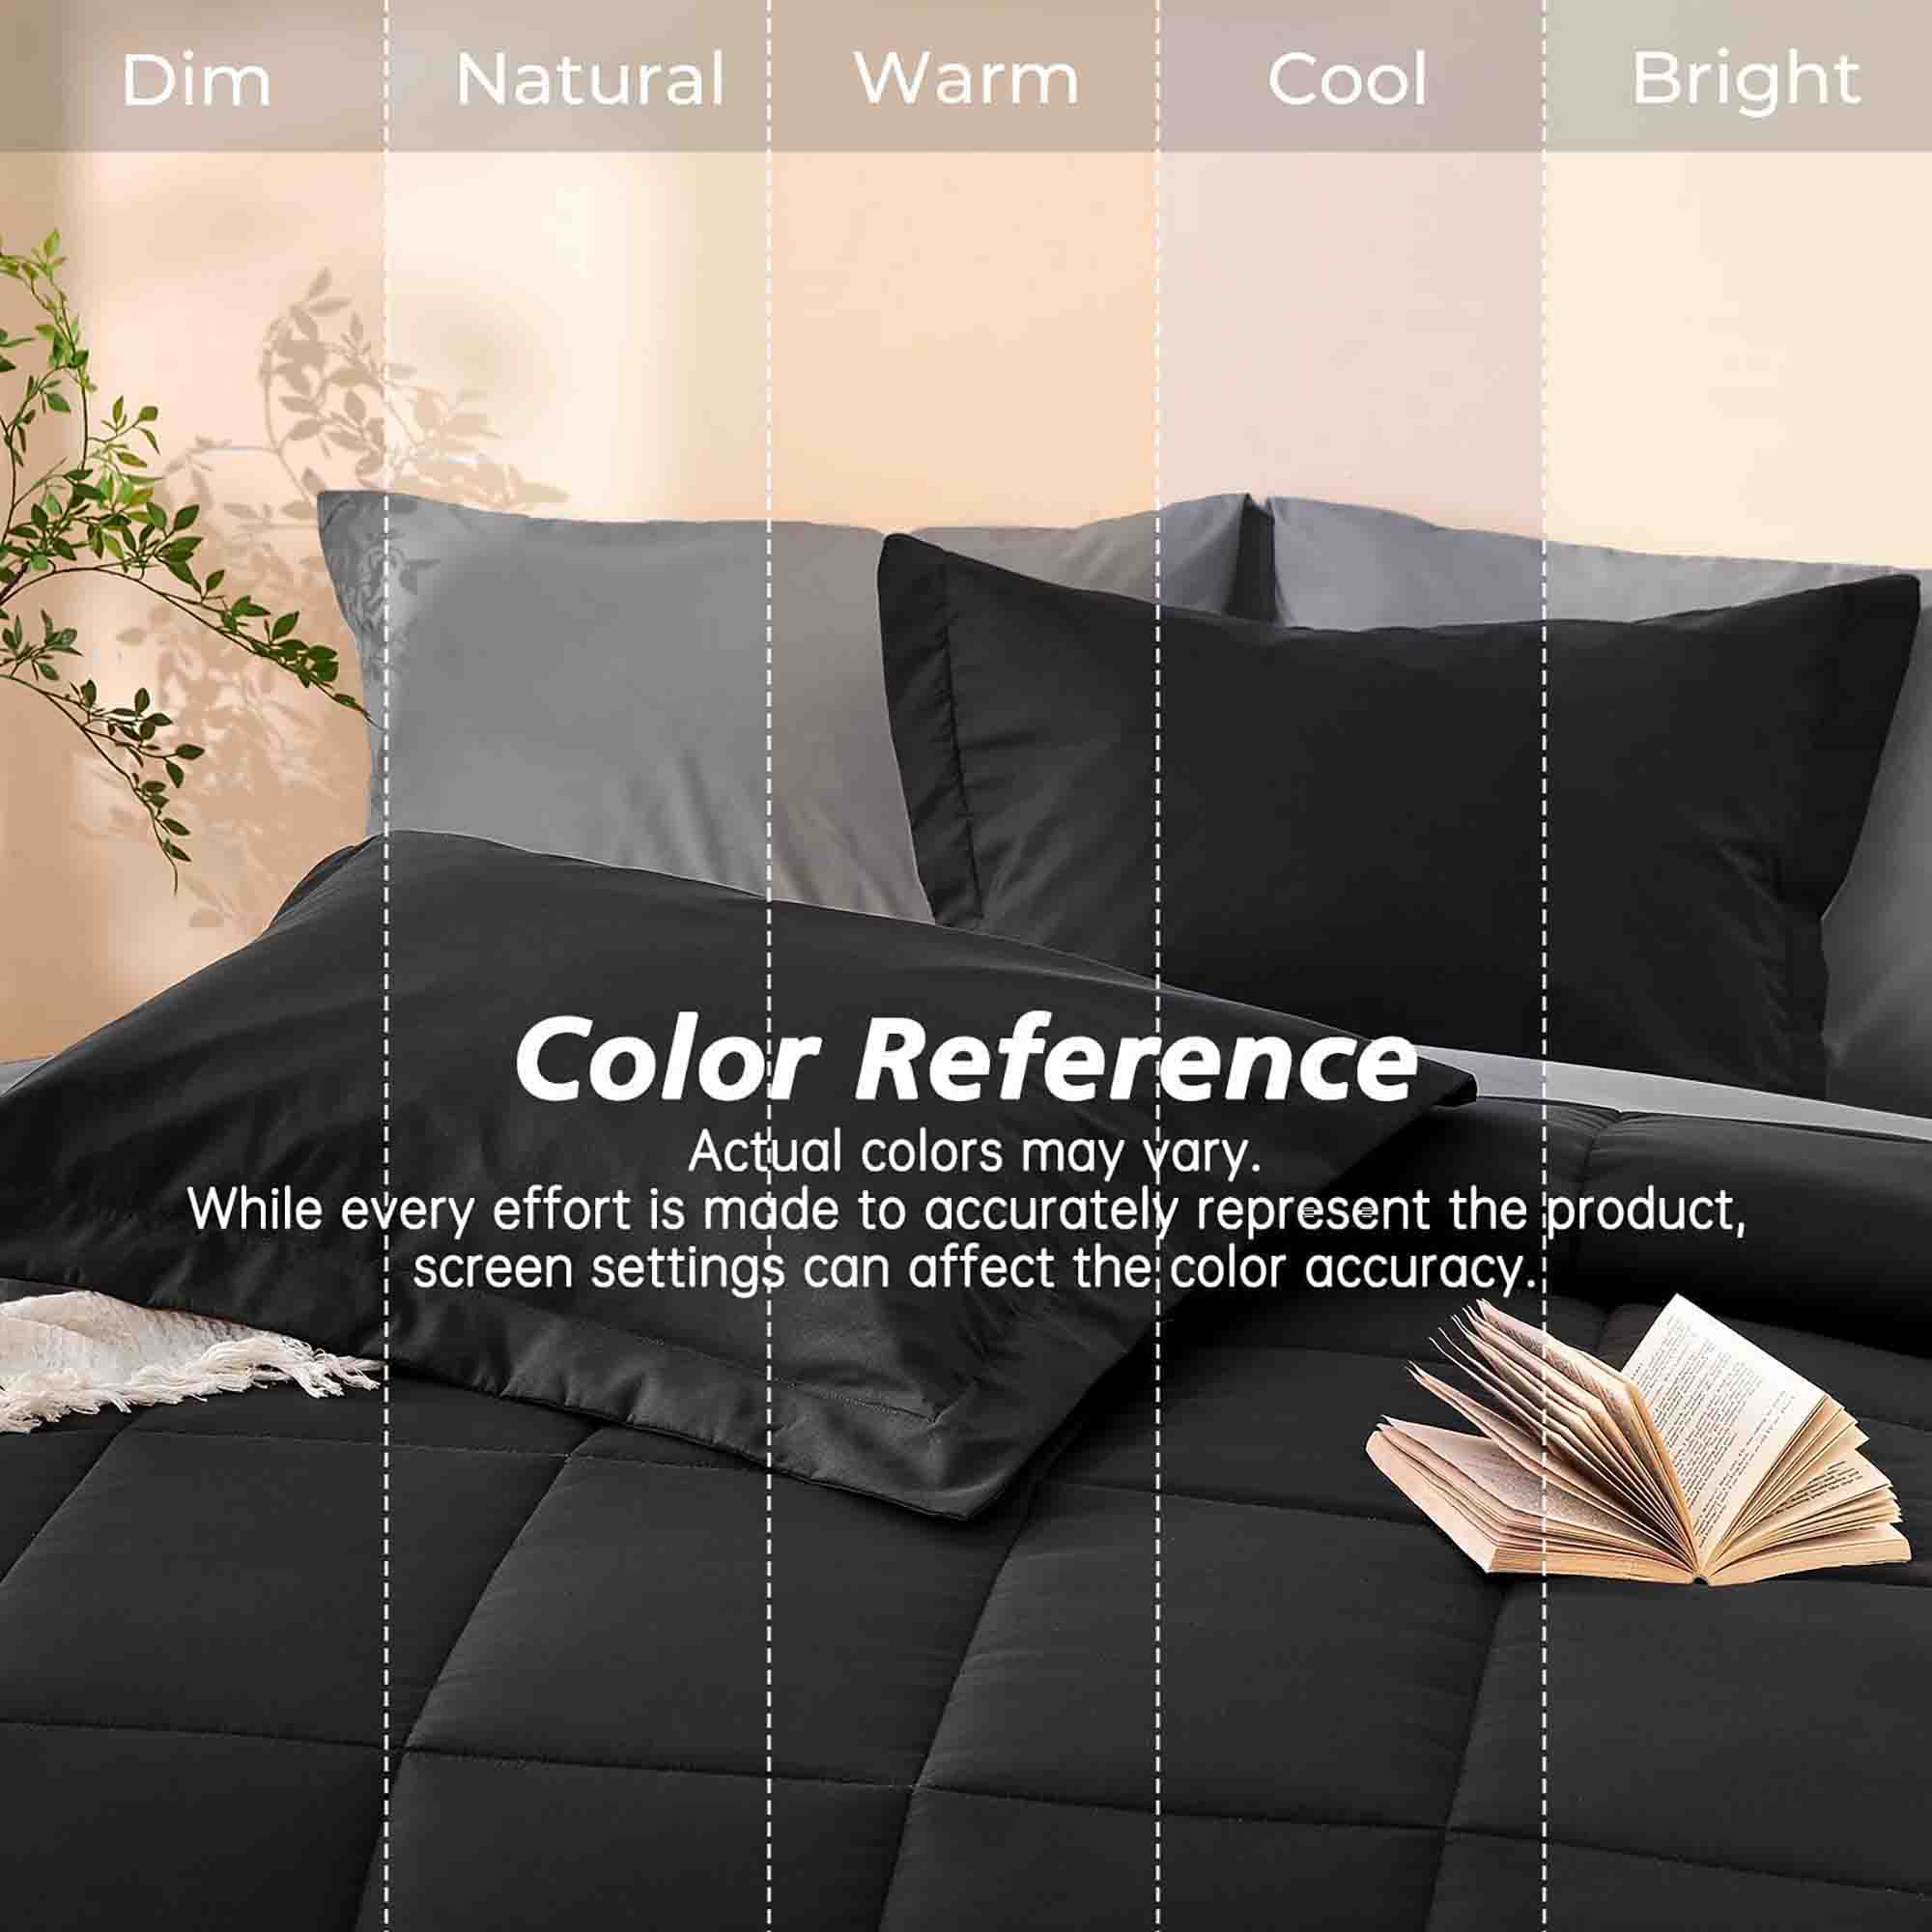 Dim Natural Warm Cool Bright
Color Reference
Actual colors may vary.
While every effort is made to accurately represent the product,
screen settings can affect the color accuracy.